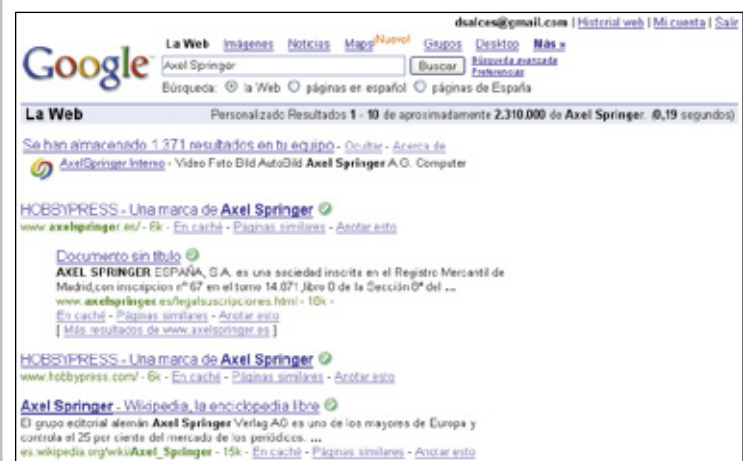 dsalces@gmail.com | Historial web | Mi cuenta | Salir
La Web Imágenes Noticias Maps ¡Nuevo! Grupos Desktop Más »
Google
Axel Springer Buscar Búsqueda avanzada
Preferencias
Búsqueda: la Web páginas en español páginas de España
La Web Personalizado Resultados 1 - 10 de aproximadamente 2.310.000 de Axel Springer. (0,19 segundos)
Se han almacenado 1.371 resultados en tu equipo - Ocultar - Acerca de
AxelSpringer Interno - Video Foto Bild AutoBild Axel Springer A.G. Computer
HOBBYPRESS - Una marca de Axel Springer
www.axelspringer.es/ - 6k - En caché - Páginas similares - Anotar esto
Documento sin título
AXEL SPRINGER ESPAÑA, S.A. es una sociedad inscrita en el Registro Mercantil de
Madrid,con inscripcion nº 67 en el tomo 14.071,libro 0 de la Sección 8ª del ...
www.axelspringer.es/legalsuscripciones.html - 18k -
En caché - Páginas similares - Anotar esto
[ Más resultados de www.axelspringer.es ]
HOBBYPRESS - Una marca de Axel Springer
www.hobbypress.com/ - 6k - En caché - Páginas similares - Anotar esto
Axel Springer - Wikipedia, la enciclopedia libre
El grupo editorial alemán Axel Springer Verlag AG es uno de los mayores de Europa y
controla el 25 por ciento del mercado de los periódicos. ...
es.wikipedia.org/wiki/Axel_Springer - 15k - En caché - Páginas similares - Anotar esto